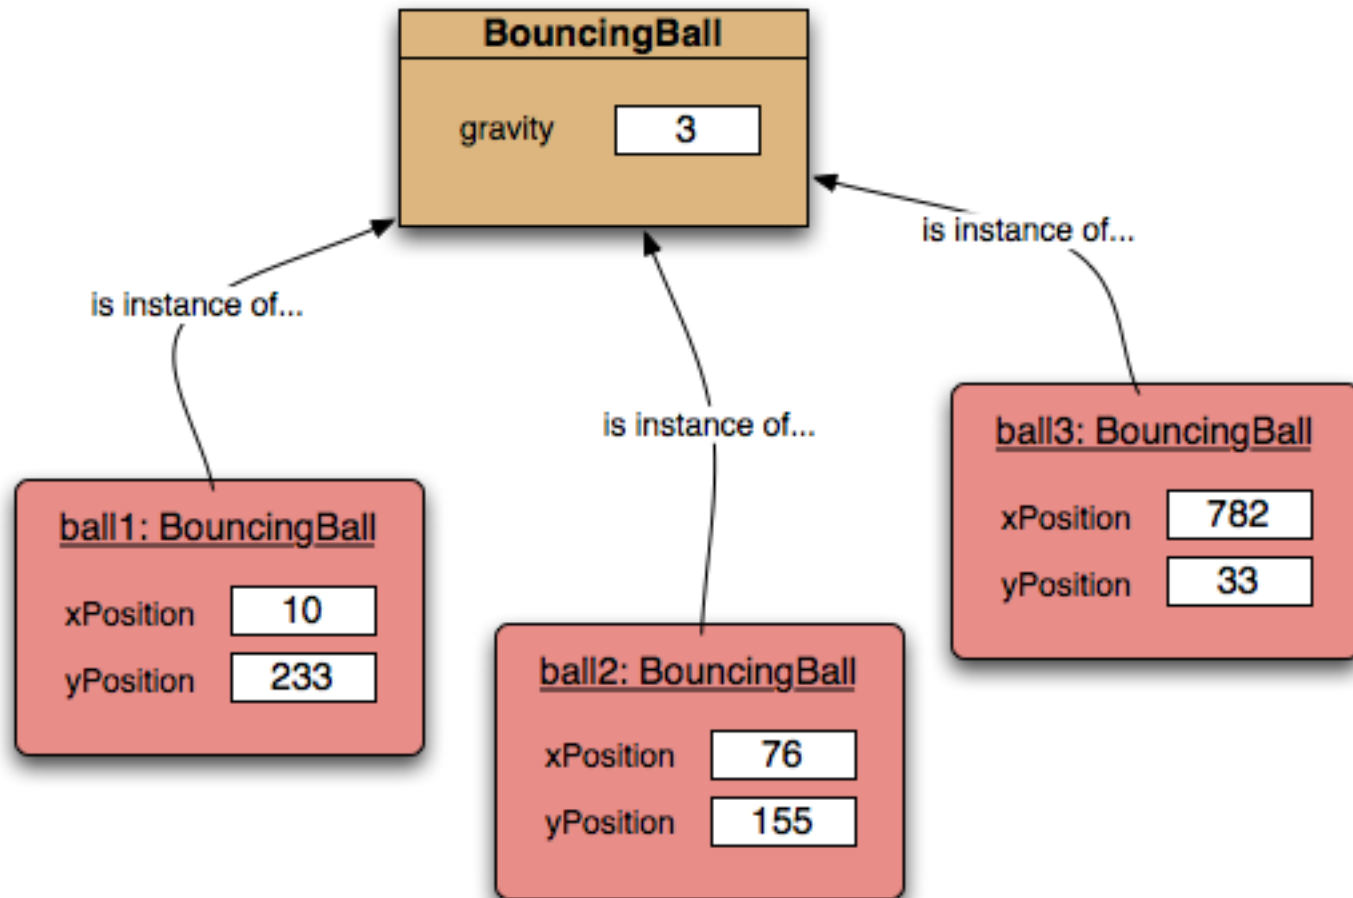 BouncingBall
gravity 3
is instance of...
is instance of...
is instance of...
ball1: BouncingBall
xPosition 10
yPosition 233
ball2: BouncingBall
xPosition 76
yPosition 155
ball3: BouncingBall
xPosition 782
yPosition 33